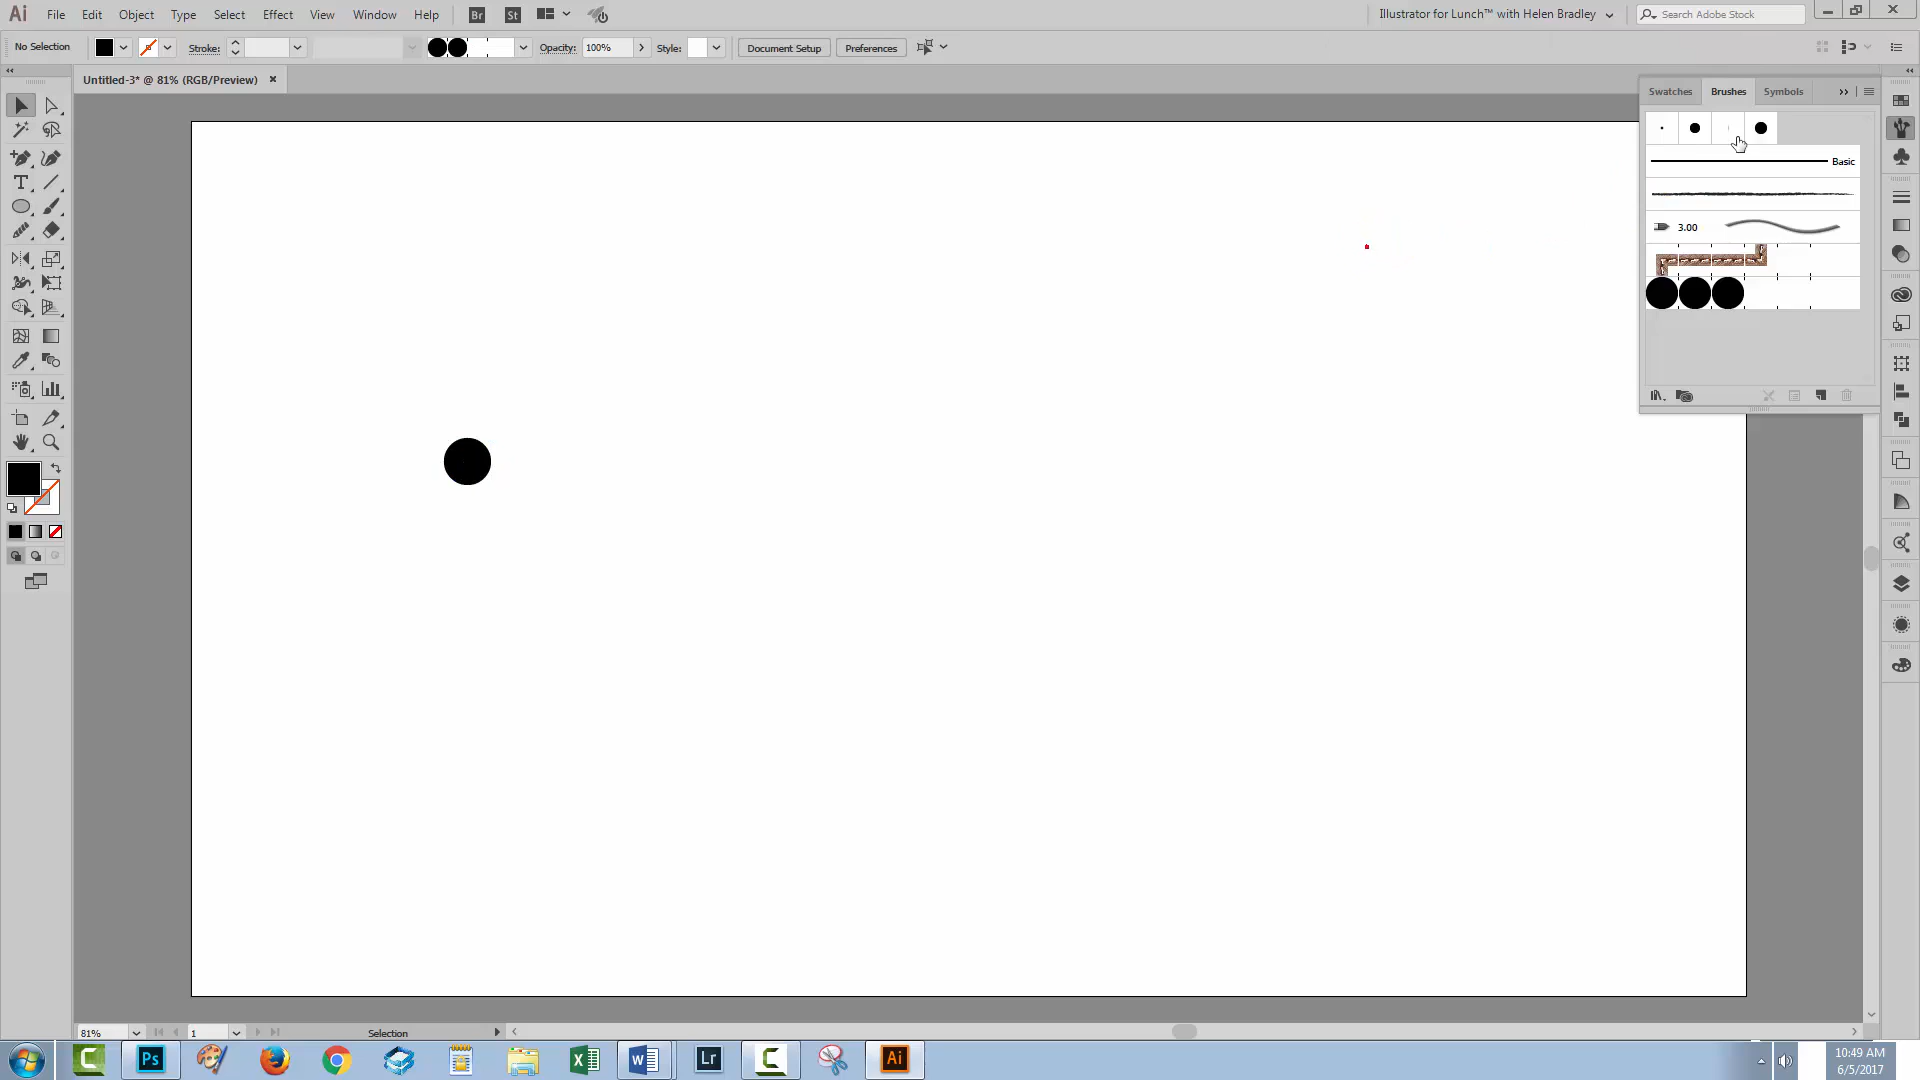 Ai File Edit Object Type Select Effect View Window Help Br St Illustrator for Lunch™ with Helen Bradley Search Adobe Stock
No Selection Stroke: Opacity: 100% Style: Document Setup Preferences
Untitled-3* @ 81% (RGB/Preview)
Swatches Brushes Symbols
Basic
3.00
81% 1 Selection
Ps Lr Ai
10:49 AM
6/5/2017